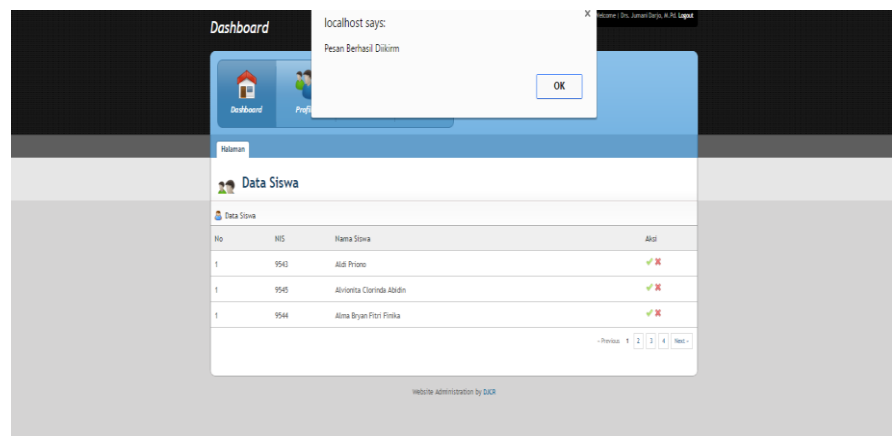 Dashboard
localhost says:
X
Welcome | Drs. Jumani Darjo, M.Pd. Logout
Pesan Berhasil Diikirm
OK
Dashboard
Halaman
Data Siswa
Data Siswa
No NIS Nama Siswa Aksi
1 9543 Aldi Priono
1 9545 Alvionita Clorinda Abidin
1 9544 Alma Bryan Fitri Finika
« Previous 1 2 3 4 Next »
Website Administration by